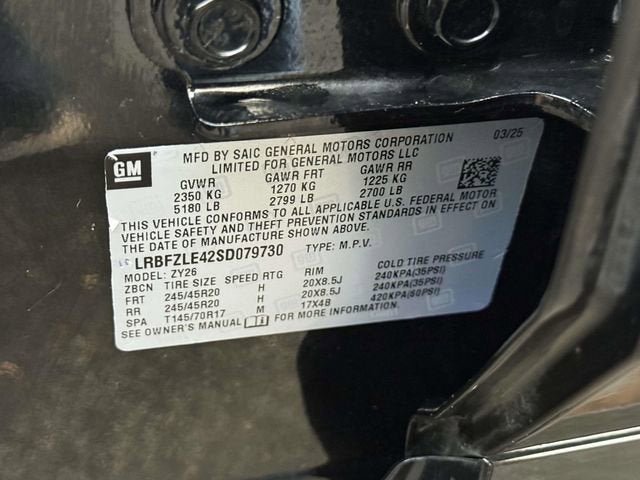 GM
MFD BY SAIC GENERAL MOTORS CORPORATION 03/25
LIMITED FOR GENERAL MOTORS LLC
GVWR GAWR FRT GAWR RR
2350 KG 1270 KG 1225 KG
5180 LB 2799 LB 2700 LB
THIS VEHICLE CONFORMS TO ALL APPLICABLE U.S. FEDERAL MOTOR
VEHICLE SAFETY AND THEFT PREVENTION STANDARDS IN EFFECT ON
THE DATE OF MANUFACTURE SHOWN ABOVE.
LRBFZLE42SD079730 TYPE: M.P.V.
MODEL: ZY26
ZBCN TIRE SIZE SPEED RTG RIM COLD TIRE PRESSURE
FRT 245/45R20 H 20X8.5J 240KPA(35PSI)
RR 245/45R20 H 20X8.5J 240KPA(35PSI)
SPA T145/70R17 M 17X4B 420KPA(60PSI)
SEE OWNER'S MANUAL FOR MORE INFORMATION.